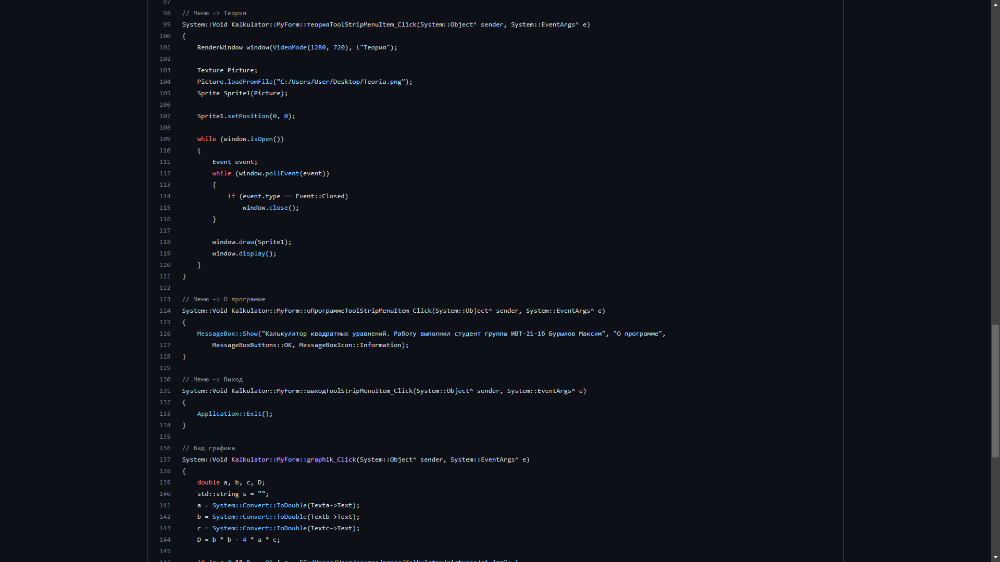 97
98 // Меню -> Теория
99 System::Void Kalkulator::MyForm::теорияToolStripMenuItem_Click(System::Object^ sender, System::EventArgs^ e)
100 {
101 RenderWindow window(VideoMode(1280, 720), L"Теория");
102
103 Texture Picture;
104 Picture.loadFromFile("C:/Users/User/Desktop/Teoria.png");
105 Sprite Sprite1(Picture);
106
107 Sprite1.setPosition(0, 0);
108
109 while (window.isOpen())
110 {
111 Event event;
112 while (window.pollEvent(event))
113 {
114 if (event.type == Event::Closed)
115 window.close();
116 }
117
118 window.draw(Sprite1);
119 window.display();
120 }
121 }
122
123 // Меню -> О программе
124 System::Void Kalkulator::MyForm::оПрограммеToolStripMenuItem_Click(System::Object^ sender, System::EventArgs^ e)
125 {
126 MessageBox::Show("Калькулятор квадратных уравнений. Работу выполнил студент группы ИВТ-21-1б Бурылов Максим", "О программе",
127 MessageBoxButtons::OK, MessageBoxIcon::Information);
128 }
129
130 // Меню -> Выход
131 System::Void Kalkulator::MyForm::выходToolStripMenuItem_Click(System::Object^ sender, System::EventArgs^ e)
132 {
133 Application::Exit();
134 }
135
136 // Вид графика
137 System::Void Kalkulator::MyForm::graphik_Click(System::Object^ sender, System::EventArgs^ e)
138 {
139 double a, b, c, D;
140 std::string s = "";
141 a = System::Convert::ToDouble(Texta->Text);
142 b = System::Convert::ToDouble(Textb->Text);
143 c = System::Convert::ToDouble(Textc->Text);
144 D = b * b - 4 * a * c;
145